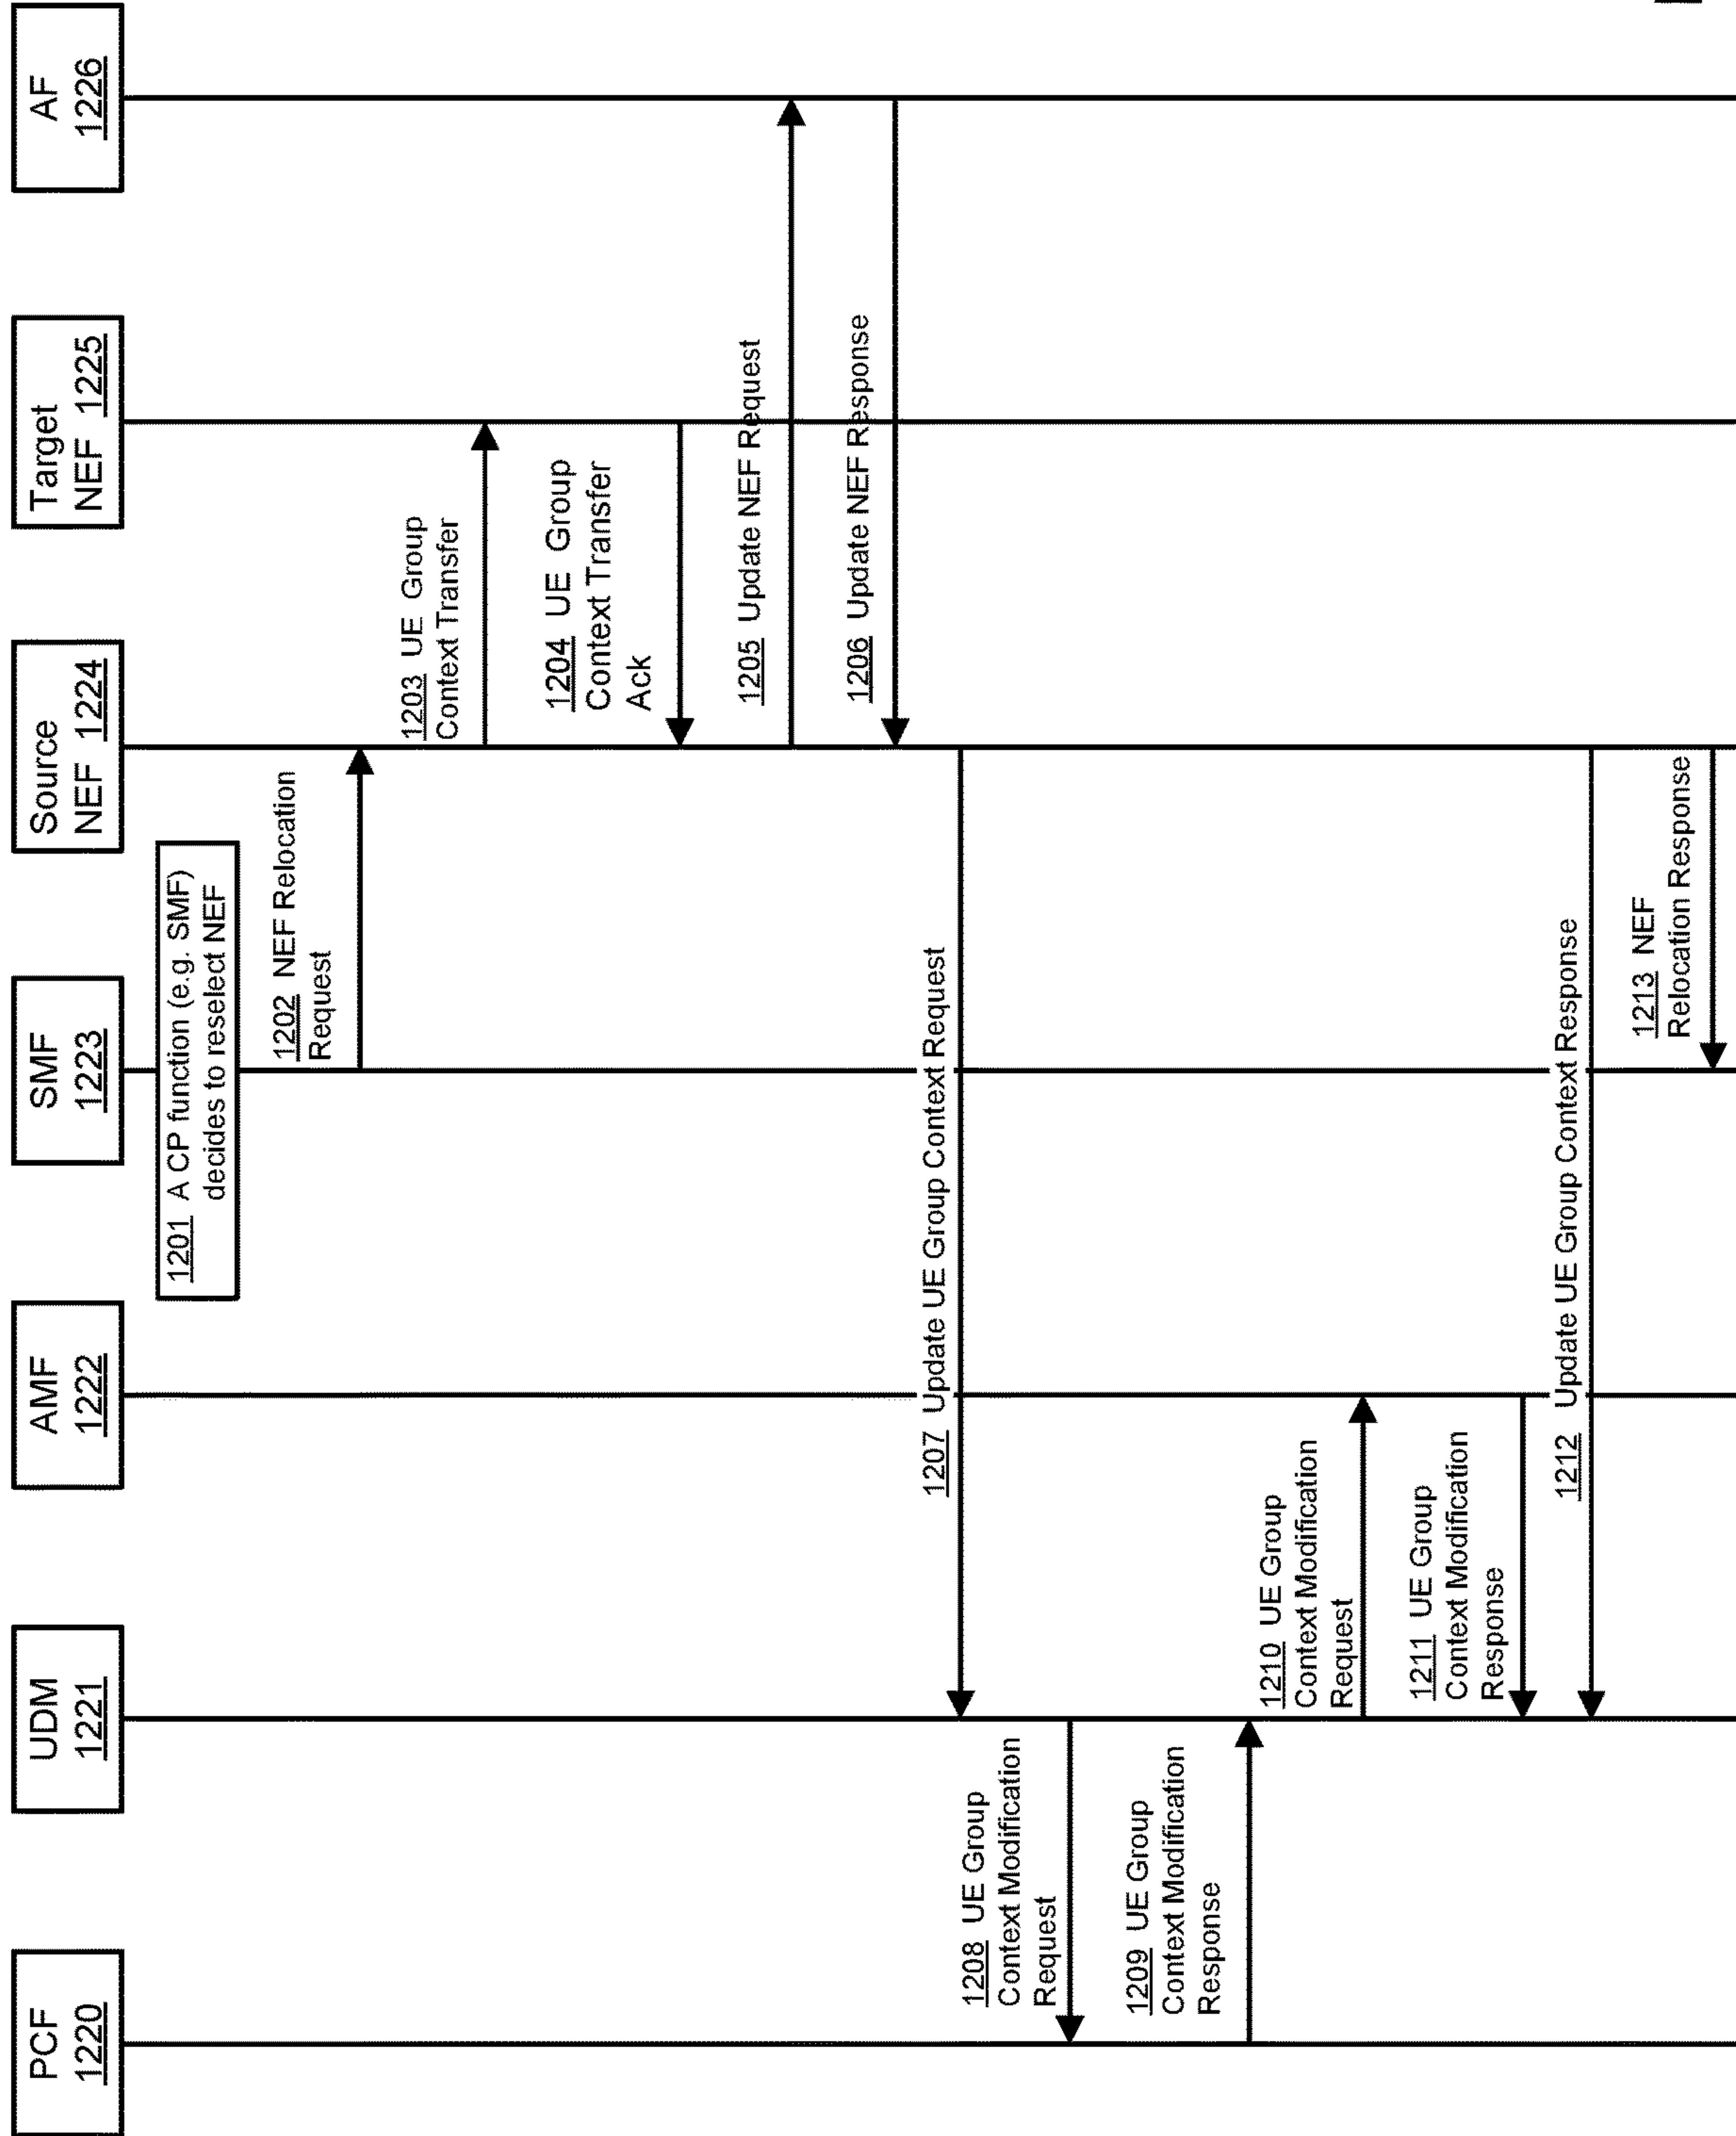 PCF
1220
UDM
1221
AMF
1222
SMF
1223
Source
NEF 1224
Target
NEF 1225
AF
1226
1201 A CP function (e.g. SMF)
decides to reselect NEF
1202 NEF Relocation
Request
1203 UE Group
Context Transfer
1204 UE Group
Context Transfer
Ack
1205 Update NEF Request
1206 Update NEF Response
1207 Update UE Group Context Request
1208 UE Group
Context Modification
Request
1209 UE Group
Context Modification
Response
1210 UE Group
Context Modification
Request
1211 UE Group
Context Modification
Response
1212 Update UE Group Context Response
1213 NEF
Relocation Response